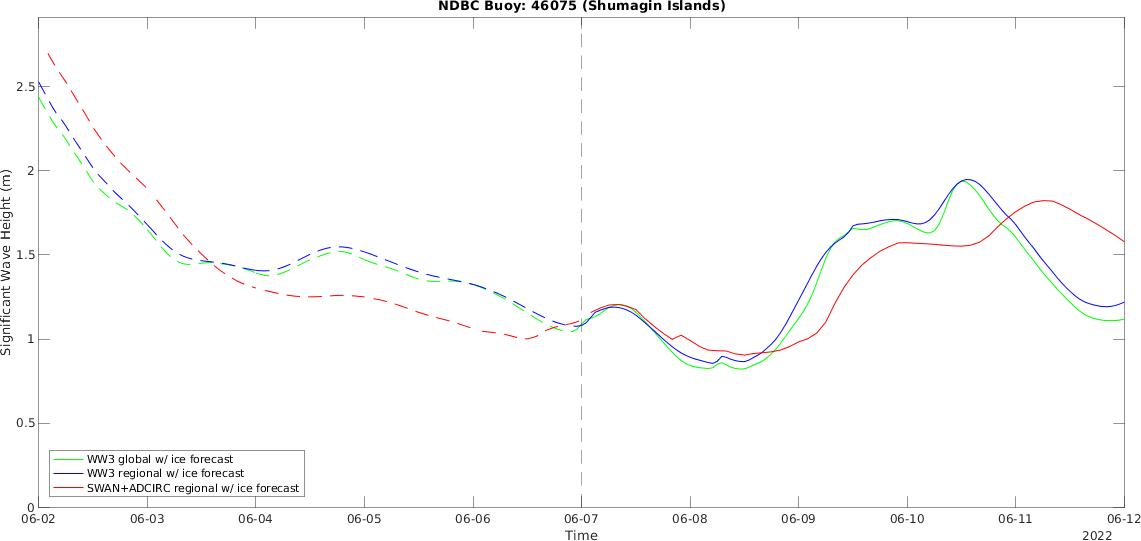 NDBC Buoy: 46075 (Shumagin Islands)
Significant Wave Height (m)
2.5
2
1.5
1
0.5
0
WW3 global w/ ice forecast
WW3 regional w/ ice forecast
SWAN+ADCIRC regional w/ ice forecast
06-02 06-03 06-04 06-05 06-06 06-07 06-08 06-09 06-10 06-11 06-12
Time
2022